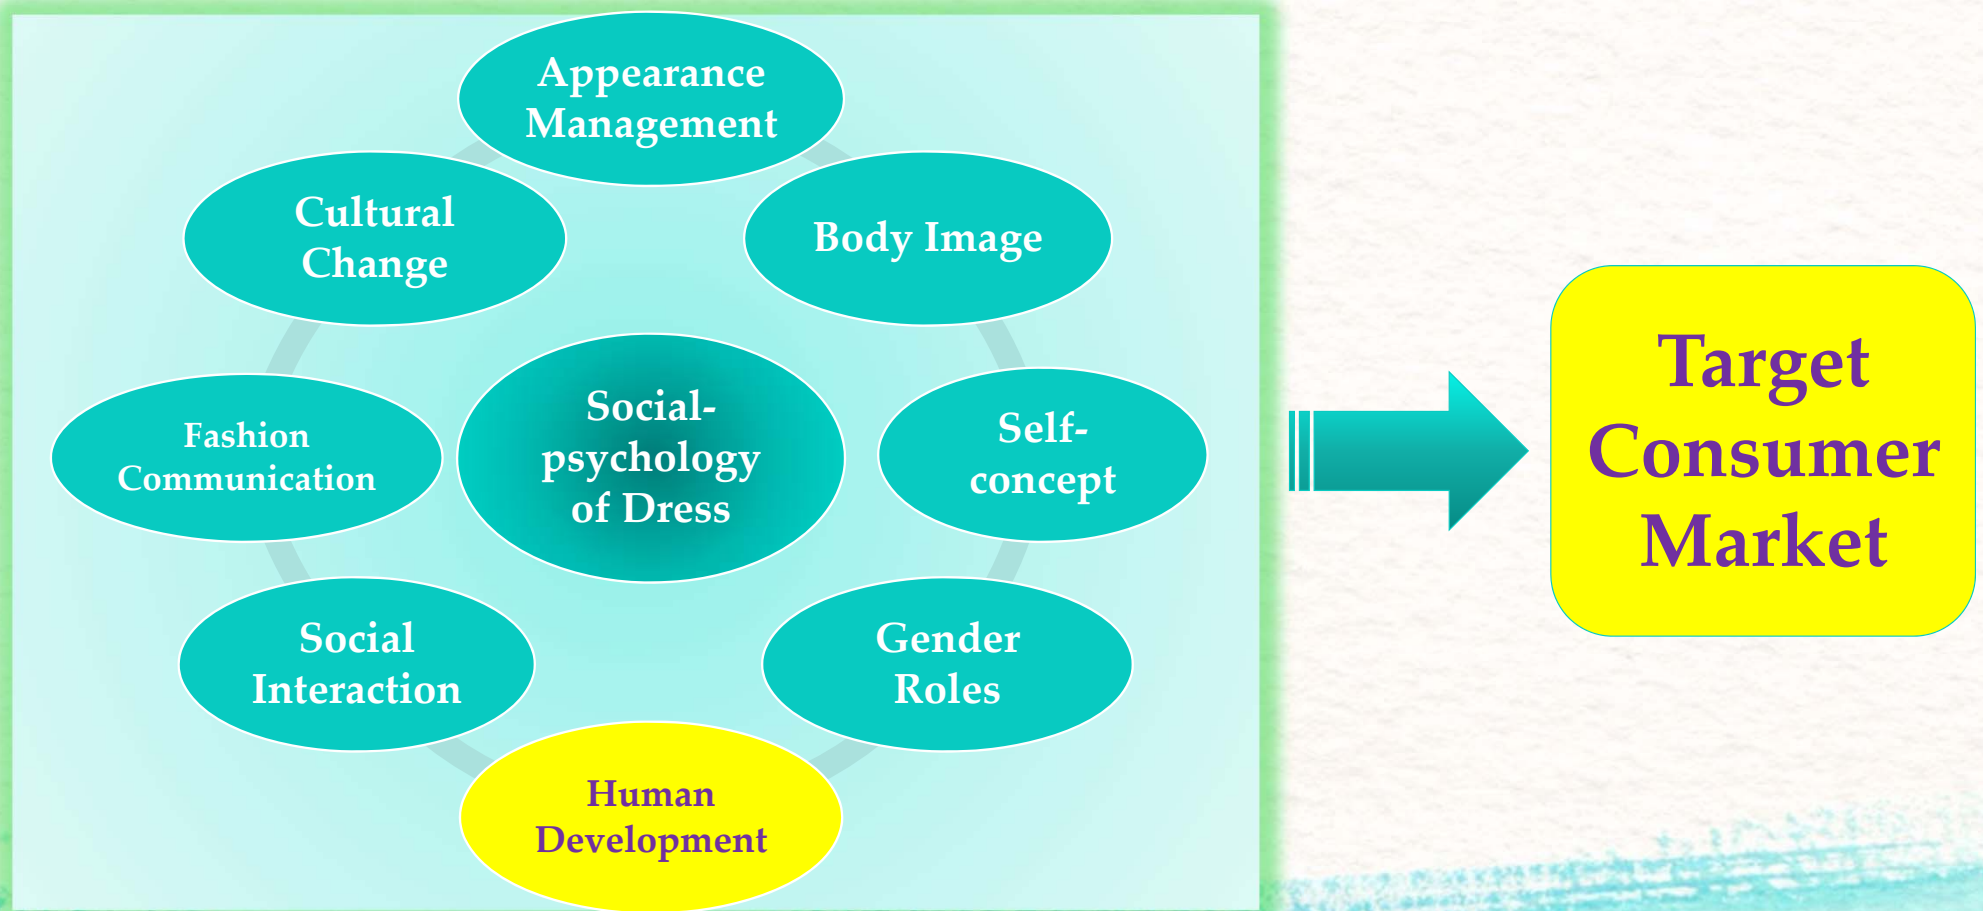 Appearance
Management
Cultural
Change
Body Image
Fashion
Communication
Social-
psychology
of Dress
Self-
concept
Social
Interaction
Gender
Roles
Human
Development
Target
Consumer
Market